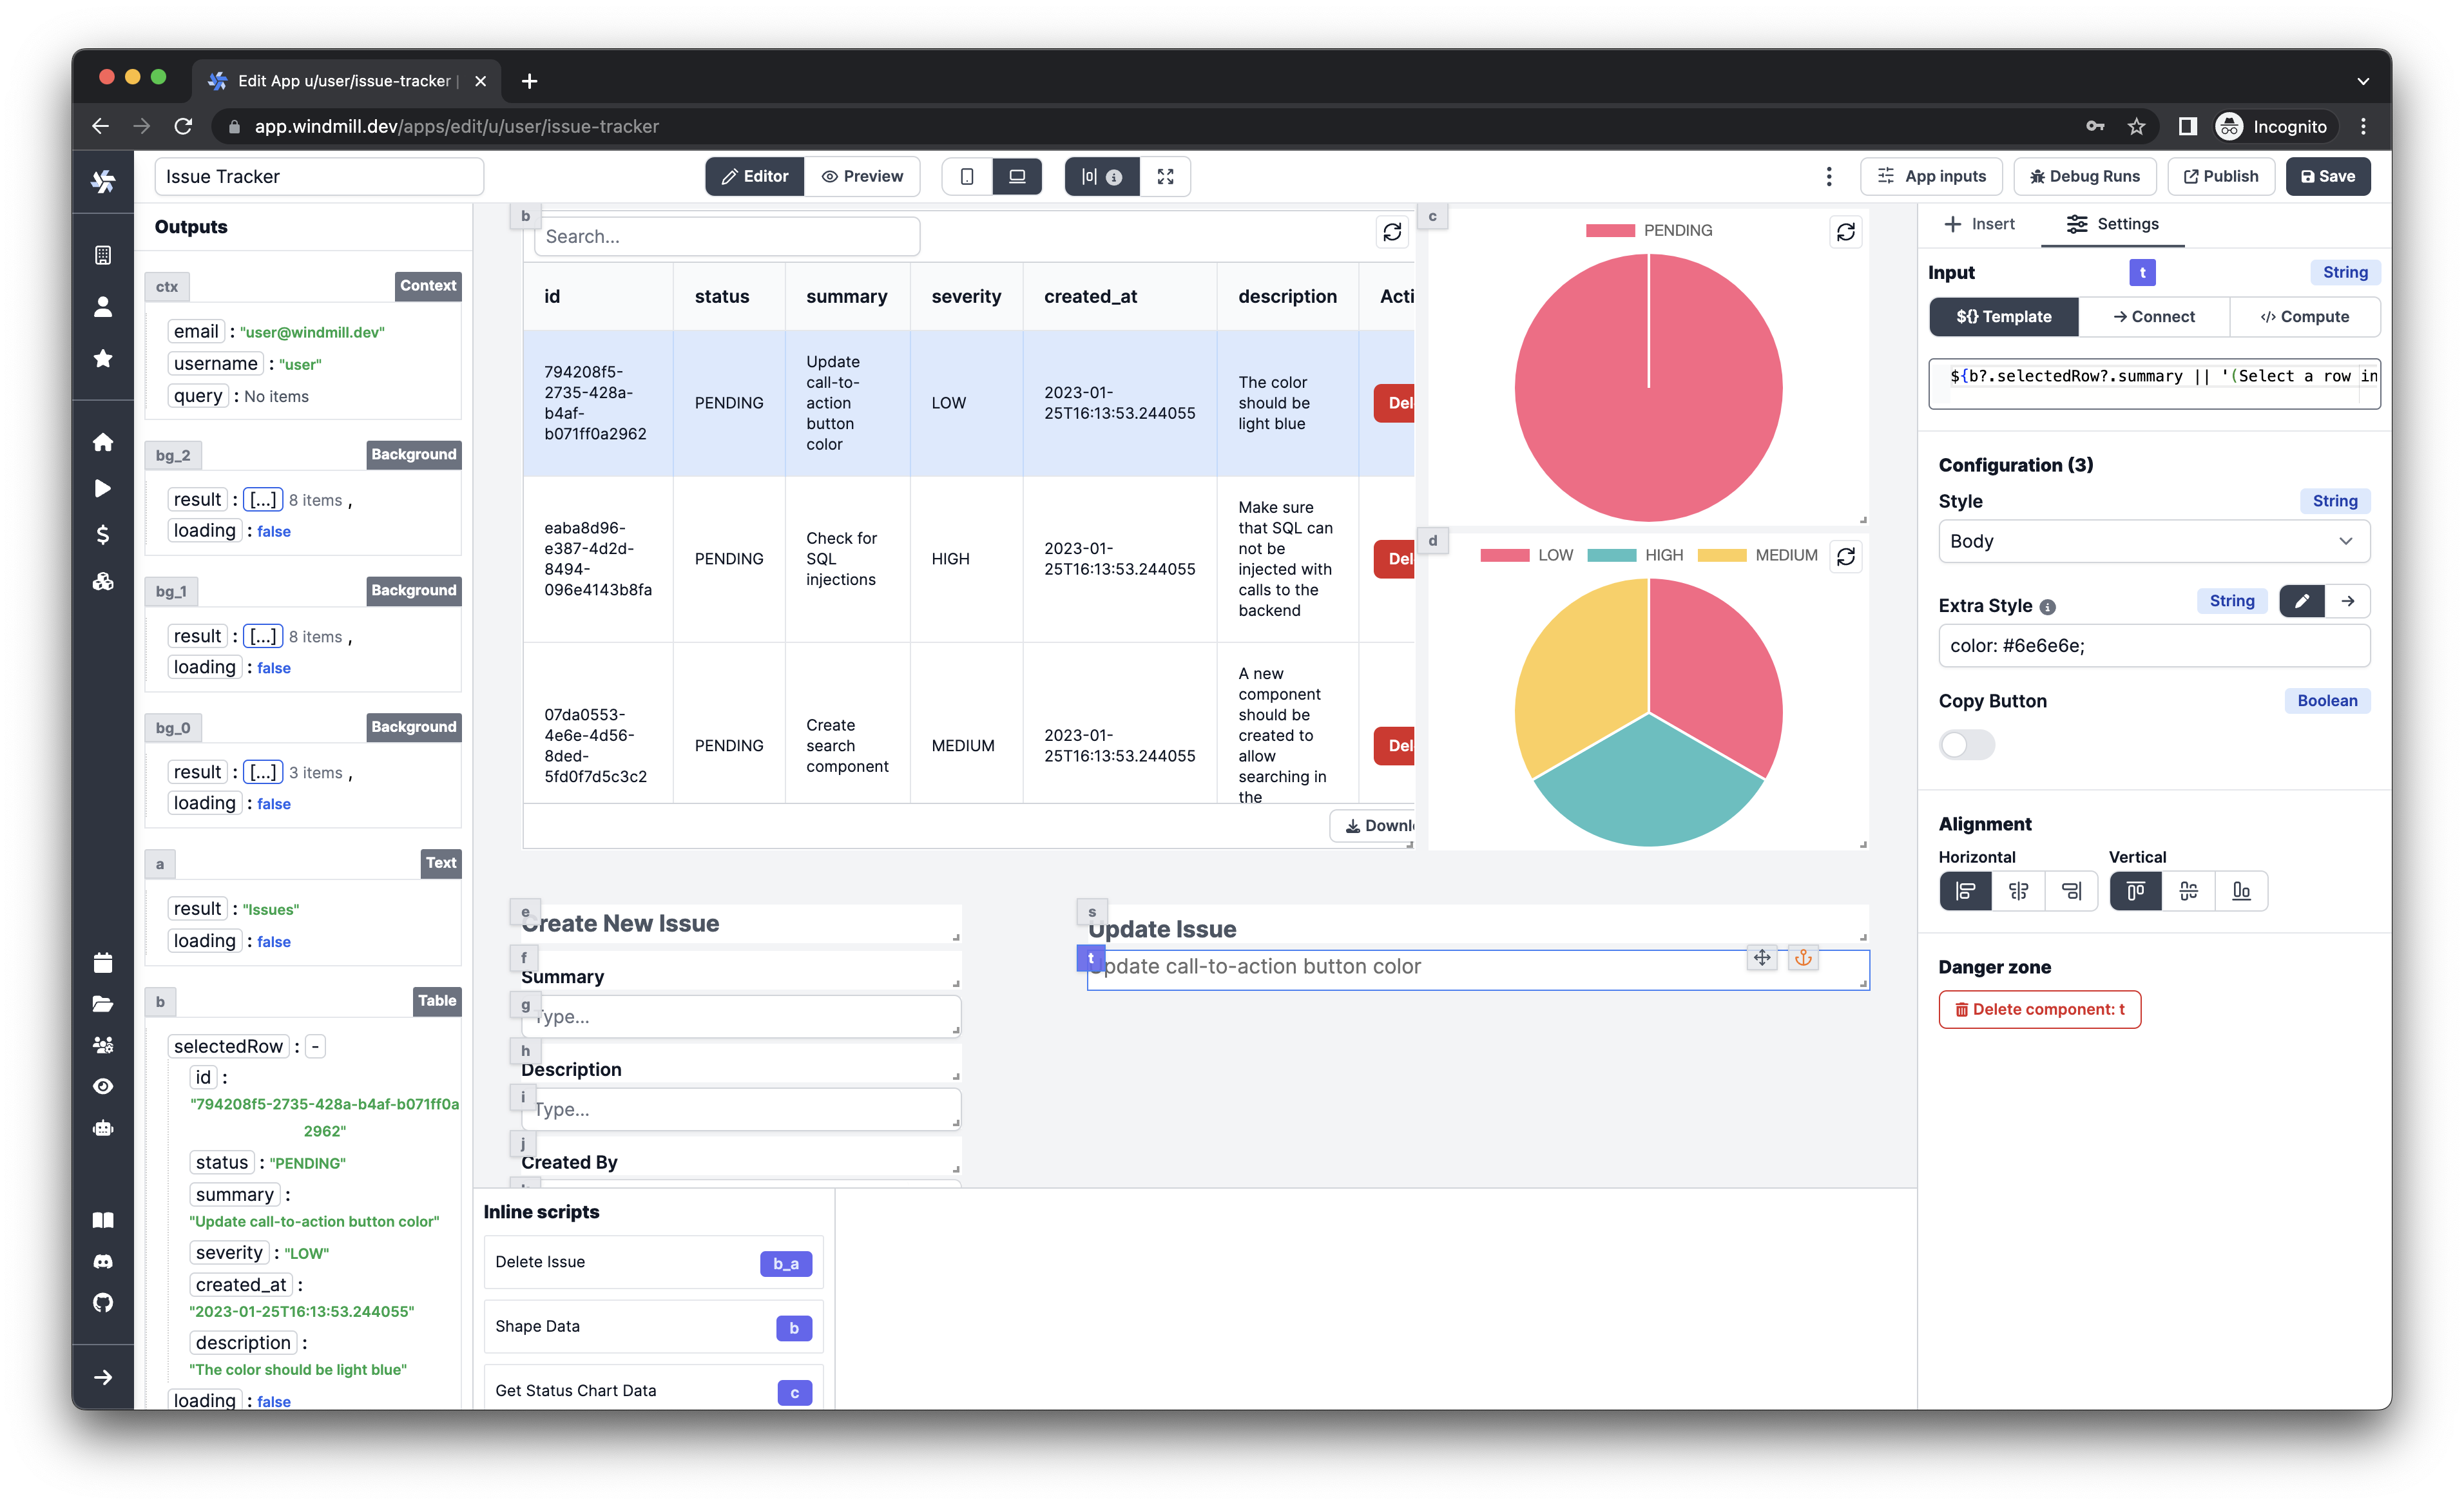 Edit App u/user/issue-tracker |
app.windmill.dev/apps/edit/u/user/issue-tracker
Incognito
Issue Tracker
Editor
Preview
App inputs
Debug Runs
Publish
Save
Outputs
ctx
Context
email : "user@windmill.dev"
username : "user"
query : No items
bg_2
Background
result : [...] 8 items ,
loading : false
bg_1
Background
result : [...] 8 items ,
loading : false
bg_0
Background
result : [...] 3 items ,
loading : false
a
Text
result : "Issues"
loading : false
b
Table
selectedRow : -
id :
"794208f5-2735-428a-b4af-b071ff0a
2962"
status : "PENDING"
summary :
"Update call-to-action button color"
severity : "LOW"
created_at :
"2023-01-25T16:13:53.244055"
description :
"The color should be light blue"
loading : false
b
Search...
id
status
summary
severity
created_at
description
Acti
794208f5-
2735-428a-
b4af-
b071ff0a2962
PENDING
Update
call-to-
action
button
color
LOW
2023-01-
25T16:13:53.244055
The color
should be
light blue
Del
eaba8d96-
e387-4d2d-
8494-
096e4143b8fa
PENDING
Check for
SQL
injections
HIGH
2023-01-
25T16:13:53.244055
Make sure
that SQL can
not be
injected with
calls to the
backend
Del
07da0553-
4e6e-4d56-
8ded-
5fd0f7d5c3c2
PENDING
Create
search
component
MEDIUM
2023-01-
25T16:13:53.244055
A new
component
should be
created to
allow
searching in
the
Del
Downl
c
PENDING
d
LOW
HIGH
MEDIUM
e
Create New Issue
f
Summary
g
Type...
h
Description
i
Type...
j
Created By
s
Update Issue
t
Update call-to-action button color
Inline scripts
Delete Issue
b_a
Shape Data
b
Get Status Chart Data
c
Insert
Settings
Input
t
String
${} Template
Connect
</> Compute
${b?.selectedRow?.summary || '(Select a row in
Configuration (3)
Style
String
Body
Extra Style
String
color: #6e6e6e;
Copy Button
Boolean
Alignment
Horizontal
Vertical
Danger zone
Delete component: t